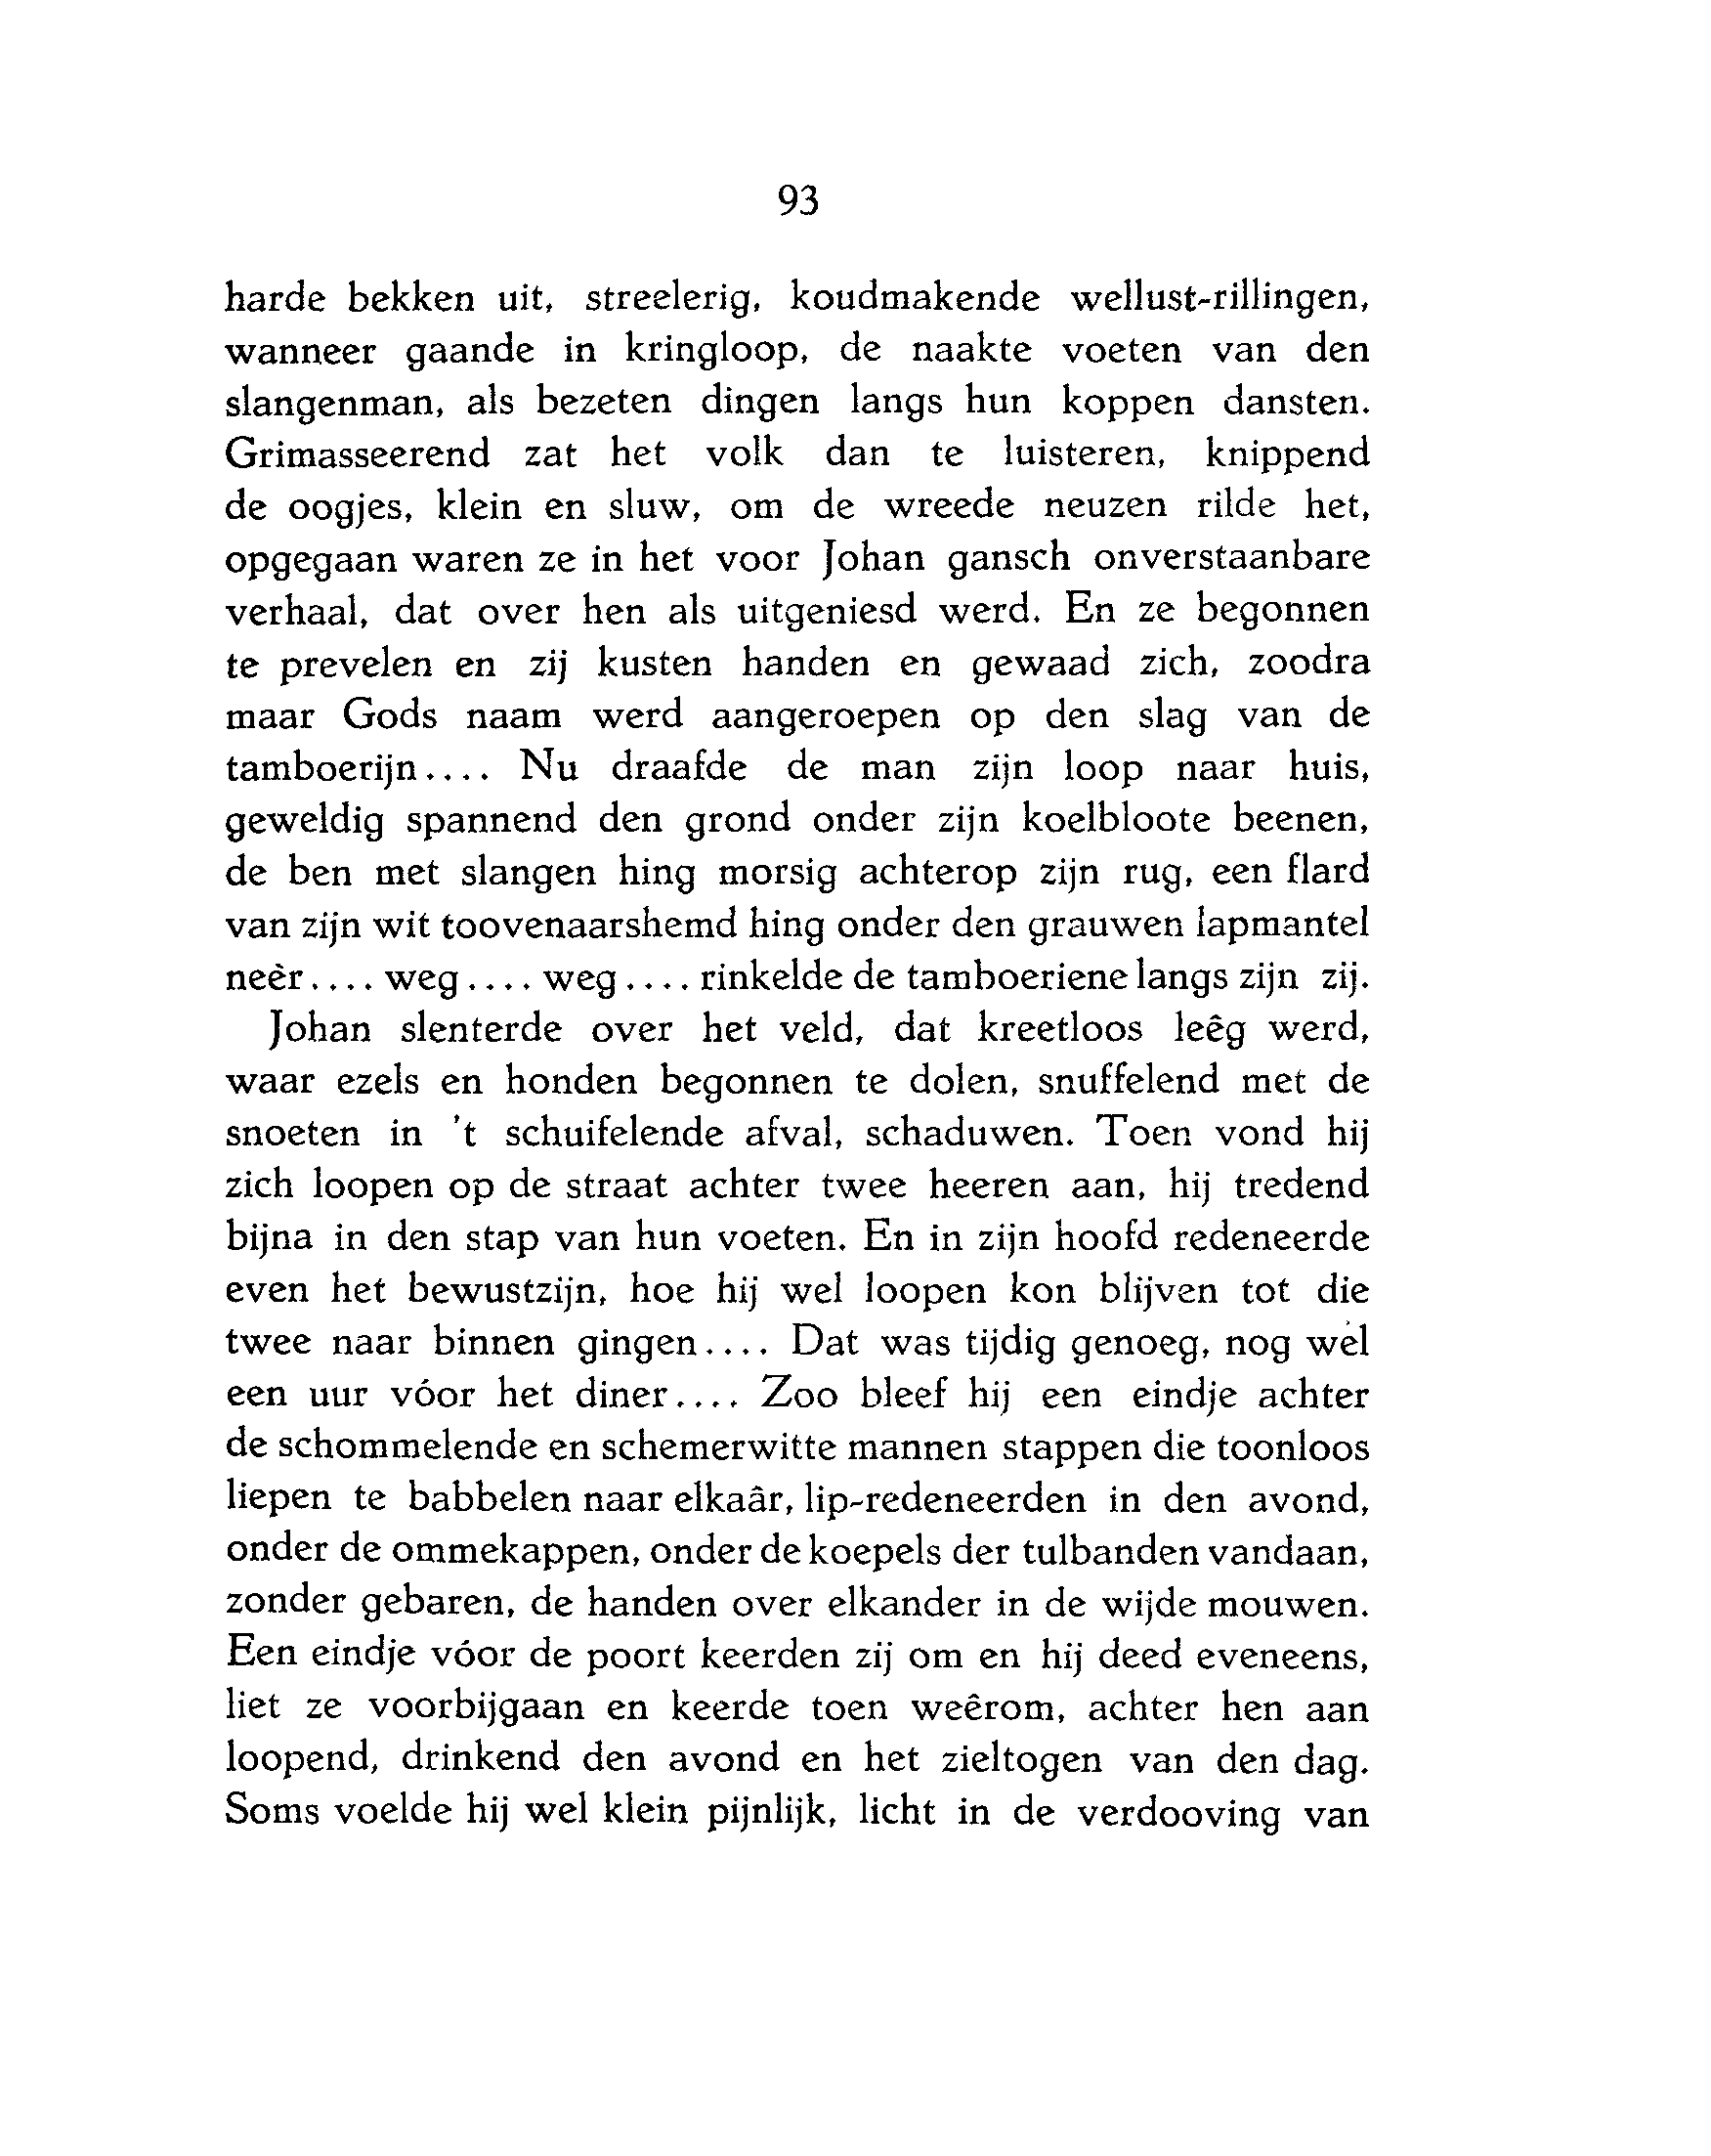 93
harde bekken uit, streelerig, koudmakende wellust-rillingen,
wanneer gaande in kringloop, de naakte voeten van den
slangenman, als bezeten dingen langs hun koppen dansten.
Grimasseerend zat het volk dan te luisteren, knippend
de oogjes, klein en sluw, om de wreede neuzen rilde het,
opgegaan waren ze in het voor Johan gansch onverstaanbare
verhaal, dat over hen als uitgeniesd werd. En ze begonnen
te prevelen en zij kusten handen en gewaad zich, zoodra
maar Gods naam werd aangeroepen op den slag van de
tamboerijn.... Nu draafde de man zijn loop naar huis,
geweldig spannend den grond onder zijn koelbloote beenen,
de ben met slangen hing morsig achterop zijn rug, een flard
van zijn wit toovenaarshemd hing onder den grauwen lapmantel
neèr.... weg.... weg.... rinkelde de tamboeriene langs zijn zij.
Johan slenterde over het veld, dat kreetloos leêg werd,
waar ezels en honden begonnen te dolen, snuffelend met de
snoeten in 't schuifelende afval, schaduwen. Toen vond hij
zich loopen op de straat achter twee heeren aan, hij tredend
bijna in den stap van hun voeten. En in zijn hoofd redeneerde
even het bewustzijn, hoe hij wel loopen kon blijven tot die
twee naar binnen gingen.... Dat was tijdig genoeg, nog wèl
een uur vóor het diner.... Zoo bleef hij een eindje achter
de schommelende en schemerwitte mannen stappen die toonloos
liepen te babbelen naar elkaâr, lip-redeneerden in den avond,
onder de ommekappen, onder de koepels der tulbanden vandaan,
zonder gebaren, de handen over elkander in de wijde mouwen.
Een eindje vóor de poort keerden zij om en hij deed eveneens,
liet ze voorbijgaan en keerde toen weêrom, achter hen aan
loopend, drinkend den avond en het zieltogen van den dag.
Soms voelde hij wel klein pijnlijk, licht in de verdooving van